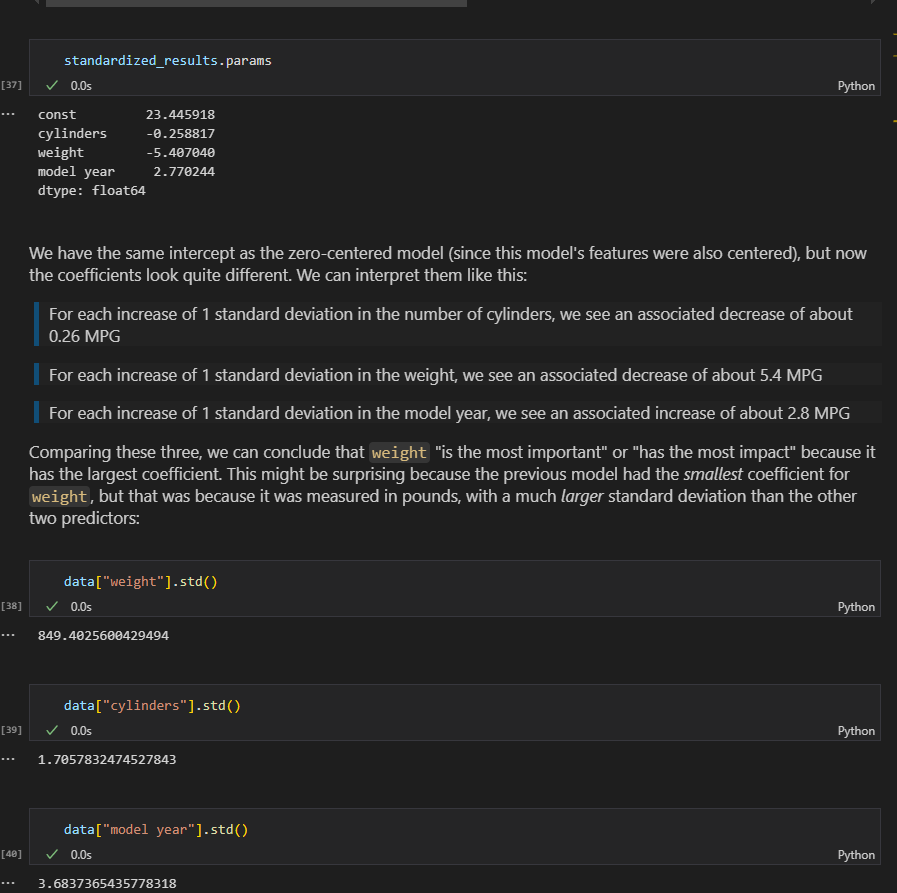 standardized_results.params
[37]
0.0s
Python
...
const 23.445918
cylinders -0.258817
weight -5.407040
model year 2.770244
dtype: float64
We have the same intercept as the zero-centered model (since this model's features were also centered), but now
the coefficients look quite different. We can interpret them like this:
For each increase of 1 standard deviation in the number of cylinders, we see an associated decrease of about
0.26 MPG
For each increase of 1 standard deviation in the weight, we see an associated decrease of about 5.4 MPG
For each increase of 1 standard deviation in the model year, we see an associated increase of about 2.8 MPG
Comparing these three, we can conclude that weight "is the most important" or "has the most impact" because it
has the largest coefficient. This might be surprising because the previous model had the smallest coefficient for
weight, but that was because it was measured in pounds, with a much larger standard deviation than the other
two predictors:
data["weight"].std()
[38]
0.0s
Python
...
849.4025600429494
data["cylinders"].std()
[39]
0.0s
Python
...
1.7057832474527843
data["model year"].std()
[40]
0.0s
Python
...
3.6837365435778318